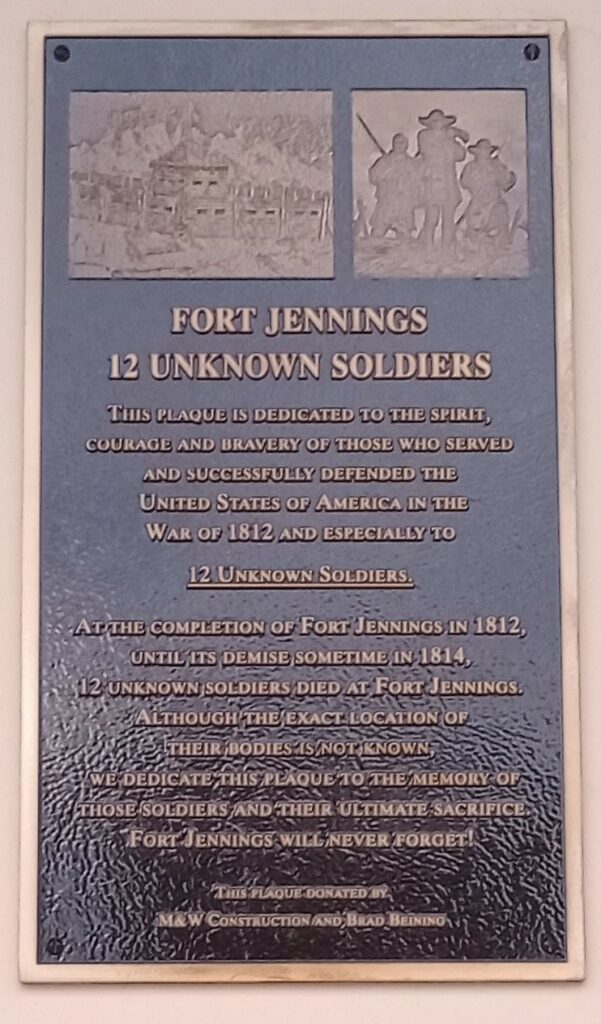 FORT JENNINGS
12 UNKNOWN SOLDIERS
THIS PLAQUE IS DEDICATED TO THE SPIRIT,
COURAGE AND BRAVERY OF THOSE WHO SERVED
AND SUCCESSFULLY DEFENDED THE
UNITED STATES OF AMERICA IN THE
WAR OF 1812 AND ESPECIALLY TO
12 UNKNOWN SOLDIERS.
AT THE COMPLETION OF FORT JENNINGS IN 1812,
UNTIL ITS DEMISE SOMETIME IN 1814,
12 UNKNOWN SOLDIERS DIED AT FORT JENNINGS.
ALTHOUGH THE EXACT LOCATION OF
THEIR BODIES IS NOT KNOWN,
WE DEDICATE THIS PLAQUE TO THE MEMORY OF
THOSE SOLDIERS AND THEIR ULTIMATE SACRIFICE.
FORT JENNINGS WILL NEVER FORGET!
THIS PLAQUE DONATED BY
M&W CONSTRUCTION AND BRAD BEINING